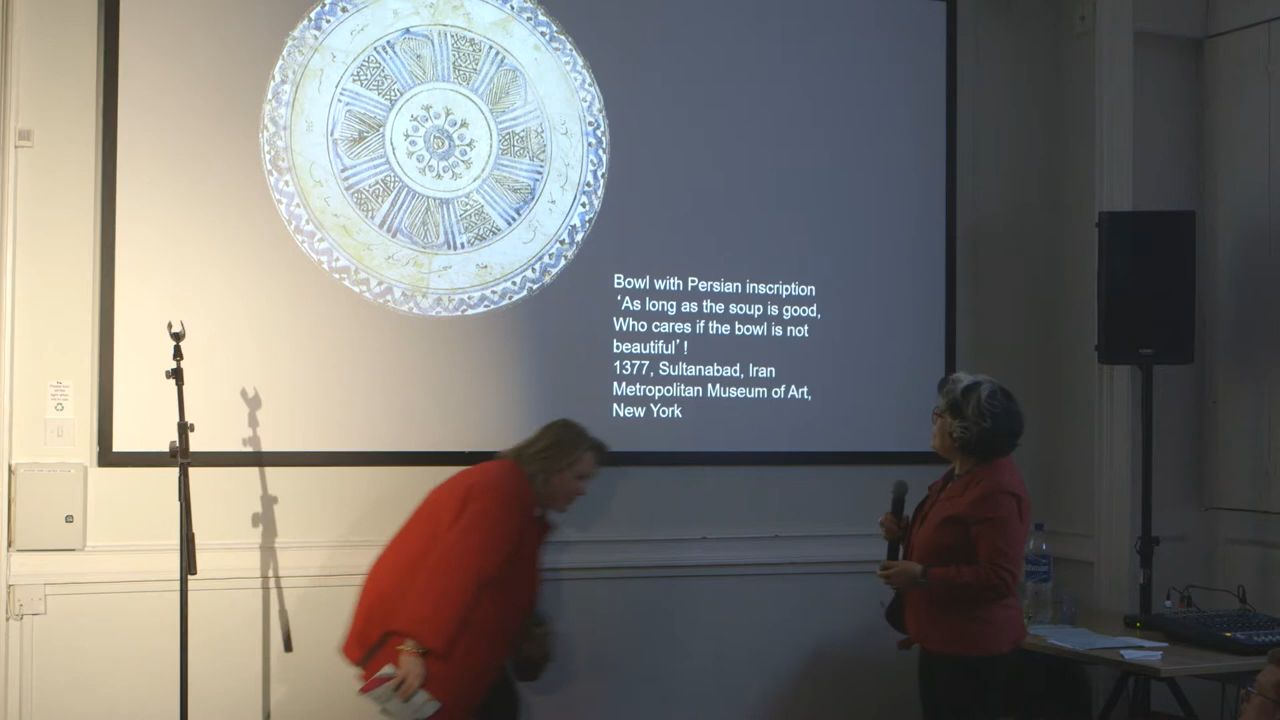 Bowl with Persian inscription
‘As long as the soup is good,
Who cares if the bowl is not
beautiful’ !
1377, Sultanabad, Iran
Metropolitan Museum of Art,
New York